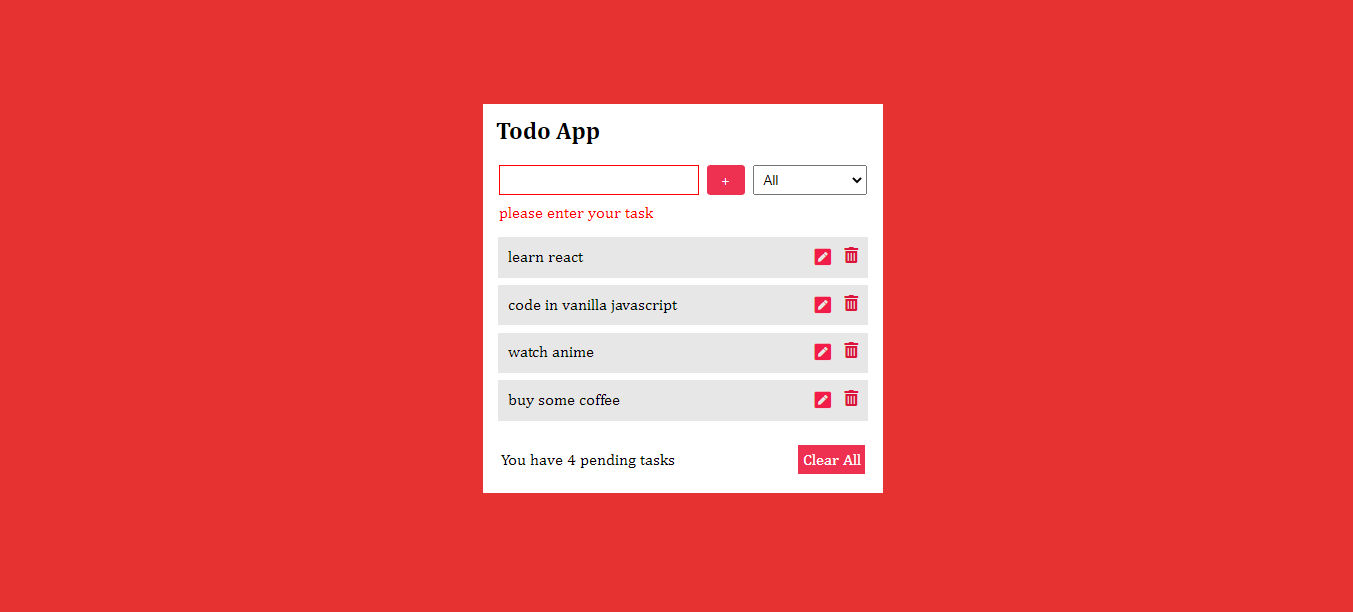 Todo App
+ All
please enter your task
learn react
code in vanilla javascript
watch anime
buy some coffee
You have 4 pending tasks Clear All